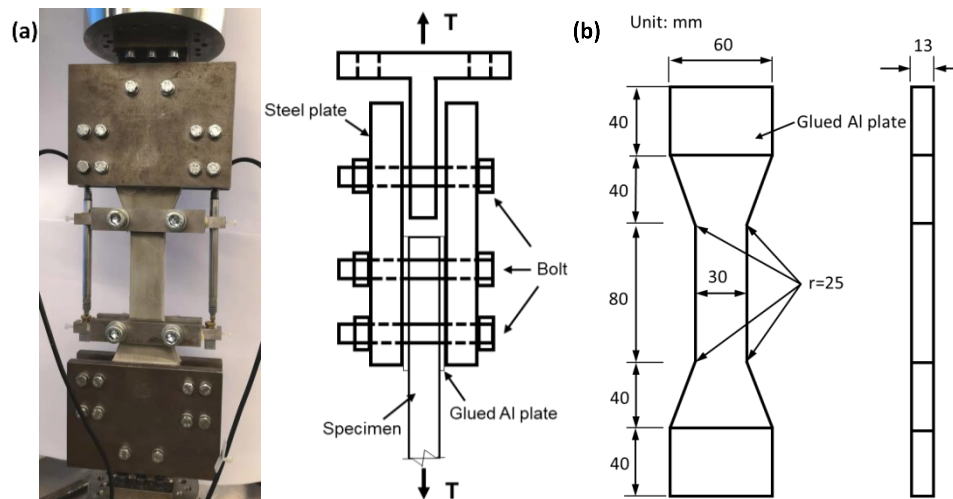 (a)
T
Steel plate
Bolt
Specimen
Glued Al plate
T
(b)
Unit: mm
60
13
40
Glued Al plate
40
80
30
r=25
40
40